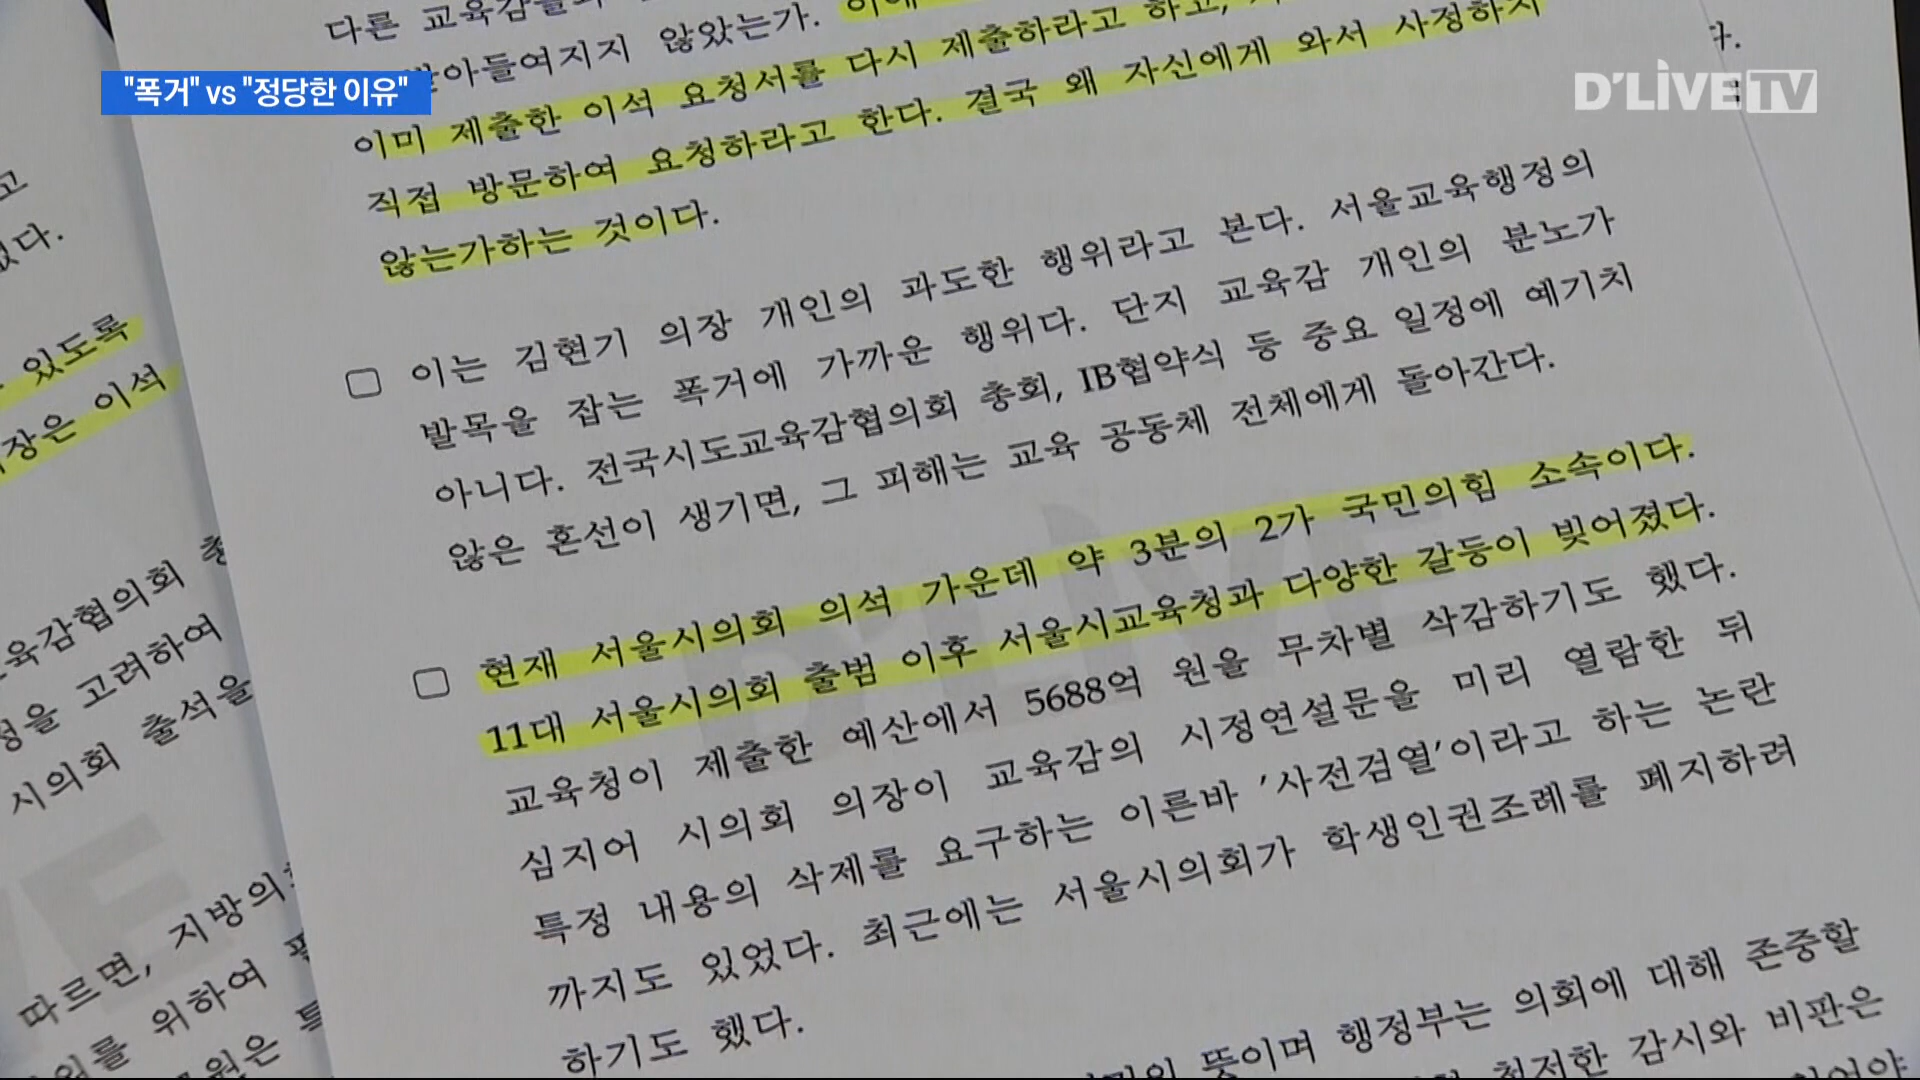 "폭거" vs "정당한 이유"
D'LIVE TV
다른 교육감들의
받아들여지지 않았는가.
이미 제출한 이석 요청서를 다시 제출하라고 하고,
직접 방문하여 요청하라고 한다. 결국 왜 자신에게 와서 사정하지
않는가하는 것이다.
□ 이는 김현기 의장 개인의 과도한 행위라고 본다. 서울교육행정의
발목을 잡는 폭거에 가까운 행위다. 단지 교육감 개인의 분노가
아니다. 전국시도교육감협의회 총회, IB협약식 등 중요 일정에 예기치
않은 혼선이 생기면, 그 피해는 교육 공동체 전체에게 돌아간다.
□ 현재 서울시의회 의석 가운데 약 3분의 2가 국민의힘 소속이다.
11대 서울시의회 출범 이후 서울시교육청과 다양한 갈등이 빚어졌다.
교육청이 제출한 예산에서 5688억 원을 무차별 삭감하기도 했다.
심지어 시의회 의장이 교육감의 시정연설문을 미리 열람한 뒤
특정 내용의 삭제를 요구하는 이른바 '사전검열'이라고 하는 논란
까지도 있었다. 최근에는 서울시의회가 학생인권조례를 폐지하려
하기도 했다.
뜻이며 행정부는 의회에 대해 존중할
철저한 감시와 비판은
고
있도록
장은 이석
육감협의회
을 고려하여
시의회 출석을
따르면, 지방의
를 위하여
원은